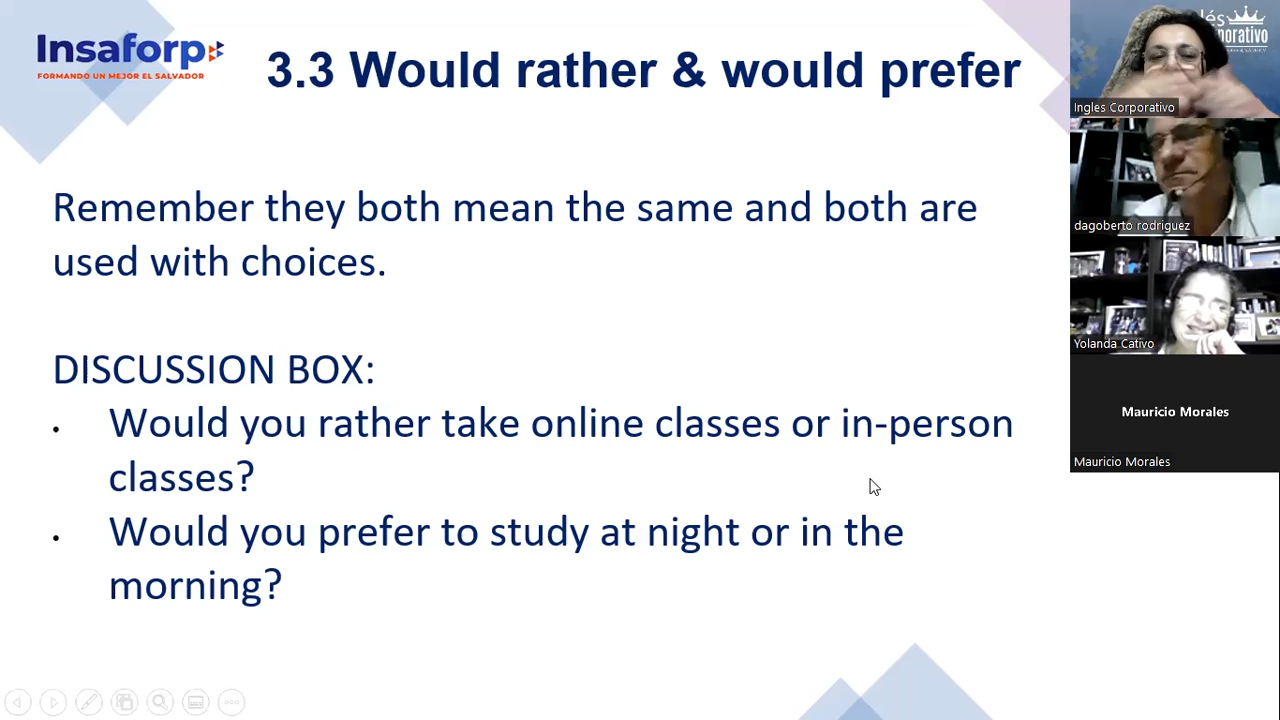 Insaforp
FORMANDO UN MEJOR EL SALVADOR
3.3 Would rather & would prefer
Remember they both mean the same and both are
used with choices.
DISCUSSION BOX:
• Would you rather take online classes or in-person
classes?
• Would you prefer to study at night or in the
morning?
Ingles Corporativo
dagoberto rodriguez
Yolanda Cativo
Mauricio Morales
Mauricio Morales